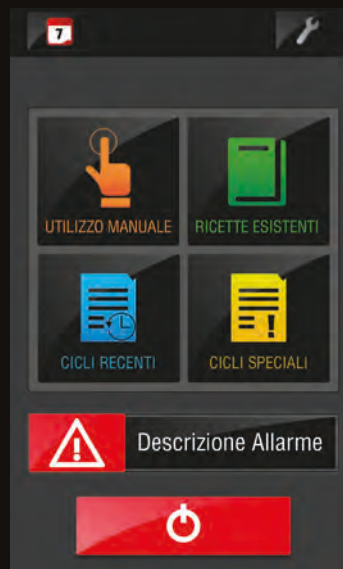 7
UTILIZZO MANUALE
RICETTE ESISTENTI
CICLI RECENTI
CICLI SPECIALI
Descrizione Allarme